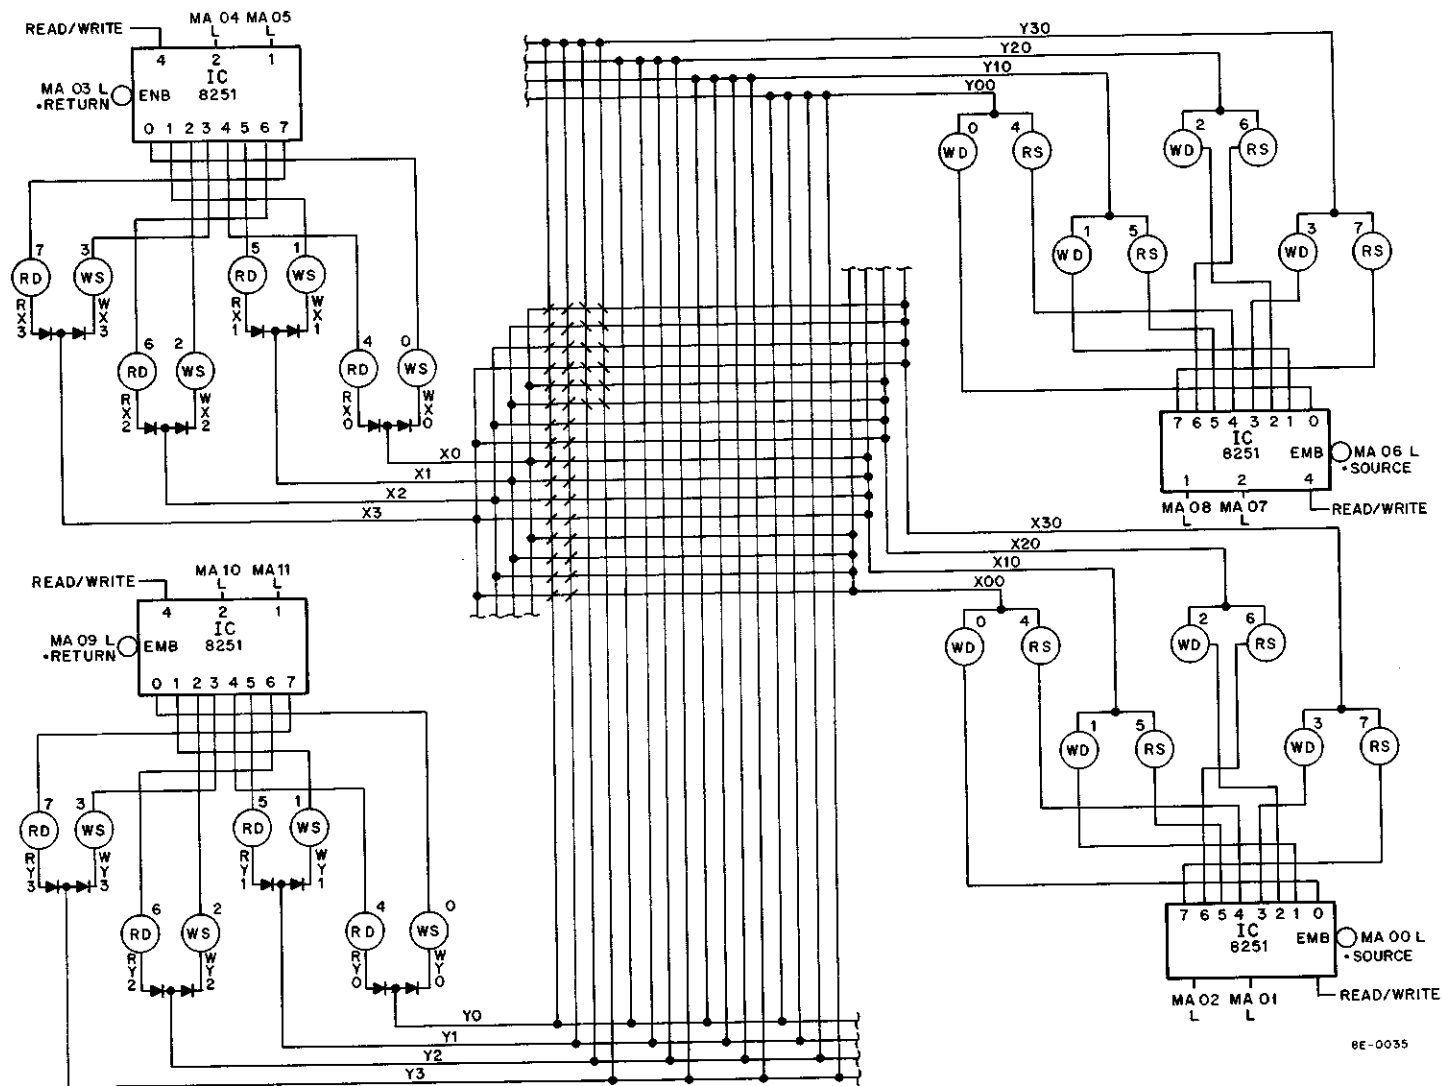 READ/WRITE
MA 04 MA 05
L L
4 2 1
IC
8251
MA 03 L
•RETURN
ENB
0 1 2 3 4 5 6 7
7 3 5 1
RD WS RD WS
RX3 WX3 RX1 WX1
6 2 4 0
RD WS RD WS
RX2 WX2 RX0 WX0
X0
X1
X2
X3
READ/WRITE
MA 10 MA 11
L L
4 2 1
IC
8251
MA 09 L
•RETURN
EMB
0 1 2 3 4 5 6 7
7 3 5 1
RD WS RD WS
RY3 WY3 RY1 WY1
6 2 4 0
RD WS RD WS
RY2 WY2 RY0 WY0
Y0
Y1
Y2
Y3
Y30
Y20
Y10
Y00
0 4 2 6
WD RS WD RS
1 5 3 7
WD RS WD RS
7 6 5 4 3 2 1 0
IC
8251
EMB
MA 06 L
•SOURCE
1 2 4
MA 08 MA 07
L L
READ/WRITE
X30
X20
X10
X00
0 4 2 6
WD RS WD RS
1 5 3 7
WD RS WD RS
7 6 5 4 3 2 1 0
IC
8251
EMB
MA 00 L
•SOURCE
MA 02 MA 01
L L
READ/WRITE
8E-0035